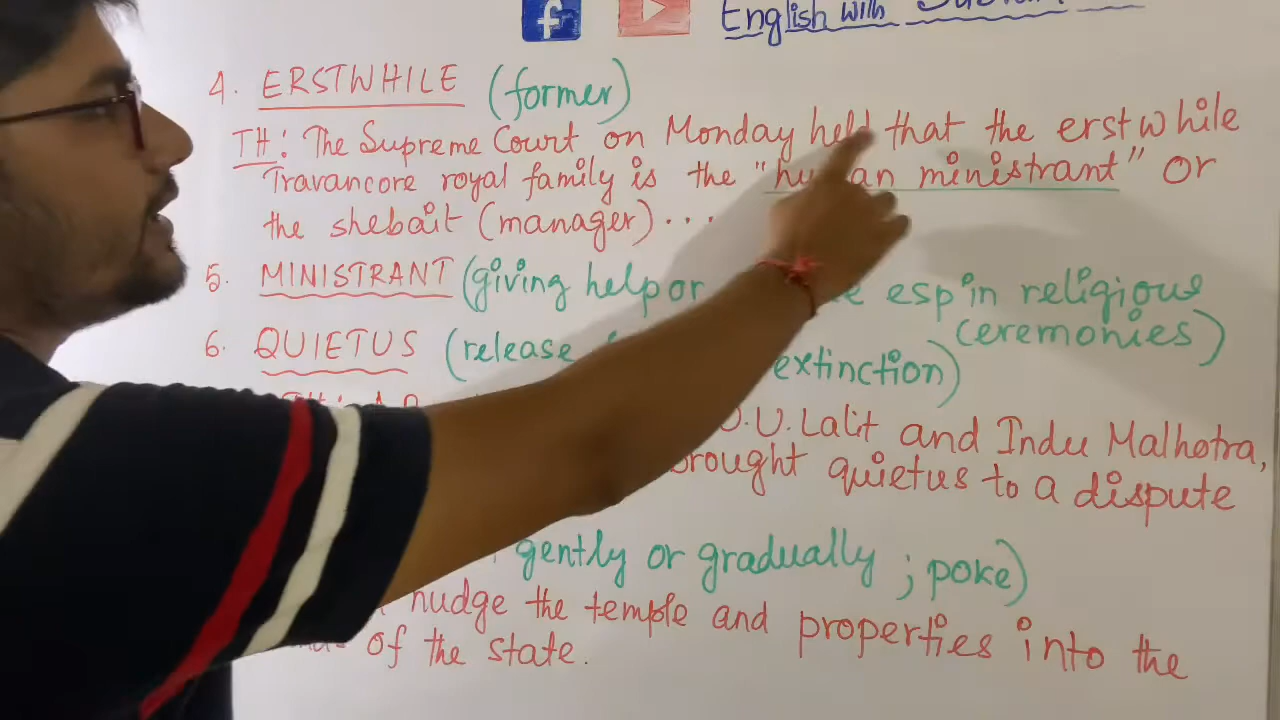 f
English with
4. ERSTWHILE (former)
TH: The Supreme Court on Monday held that the erstwhile
Travancore royal family is the "human ministrant" or
the shebait (manager)....
5. MINISTRANT (giving help or esp in religious
(ceremonies)
6. QUIETUS (release
extinction)
U.U. Lalit and Indu Malhotra,
brought quietus to a dispute
gently or gradually ; poke)
nudge the temple and properties into the
of the state.